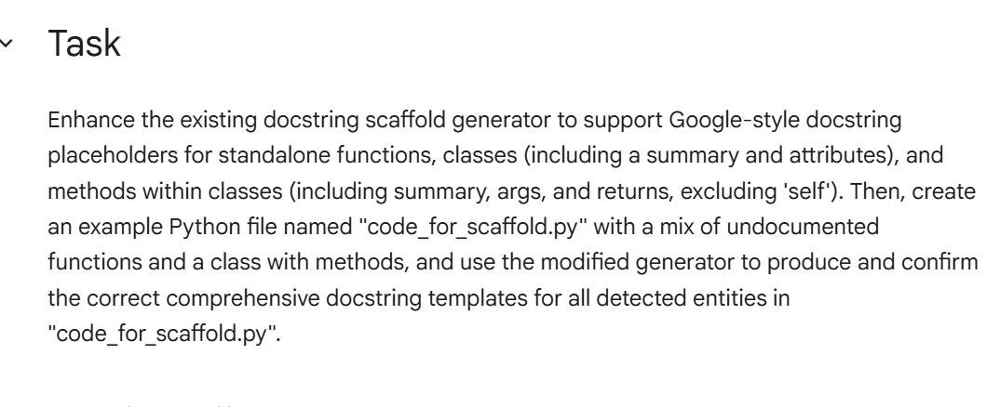 Task
Enhance the existing docstring scaffold generator to support Google-style docstring
placeholders for standalone functions, classes (including a summary and attributes), and
methods within classes (including summary, args, and returns, excluding 'self'). Then, create
an example Python file named "code_for_scaffold.py" with a mix of undocumented
functions and a class with methods, and use the modified generator to produce and confirm
the correct comprehensive docstring templates for all detected entities in
"code_for_scaffold.py".